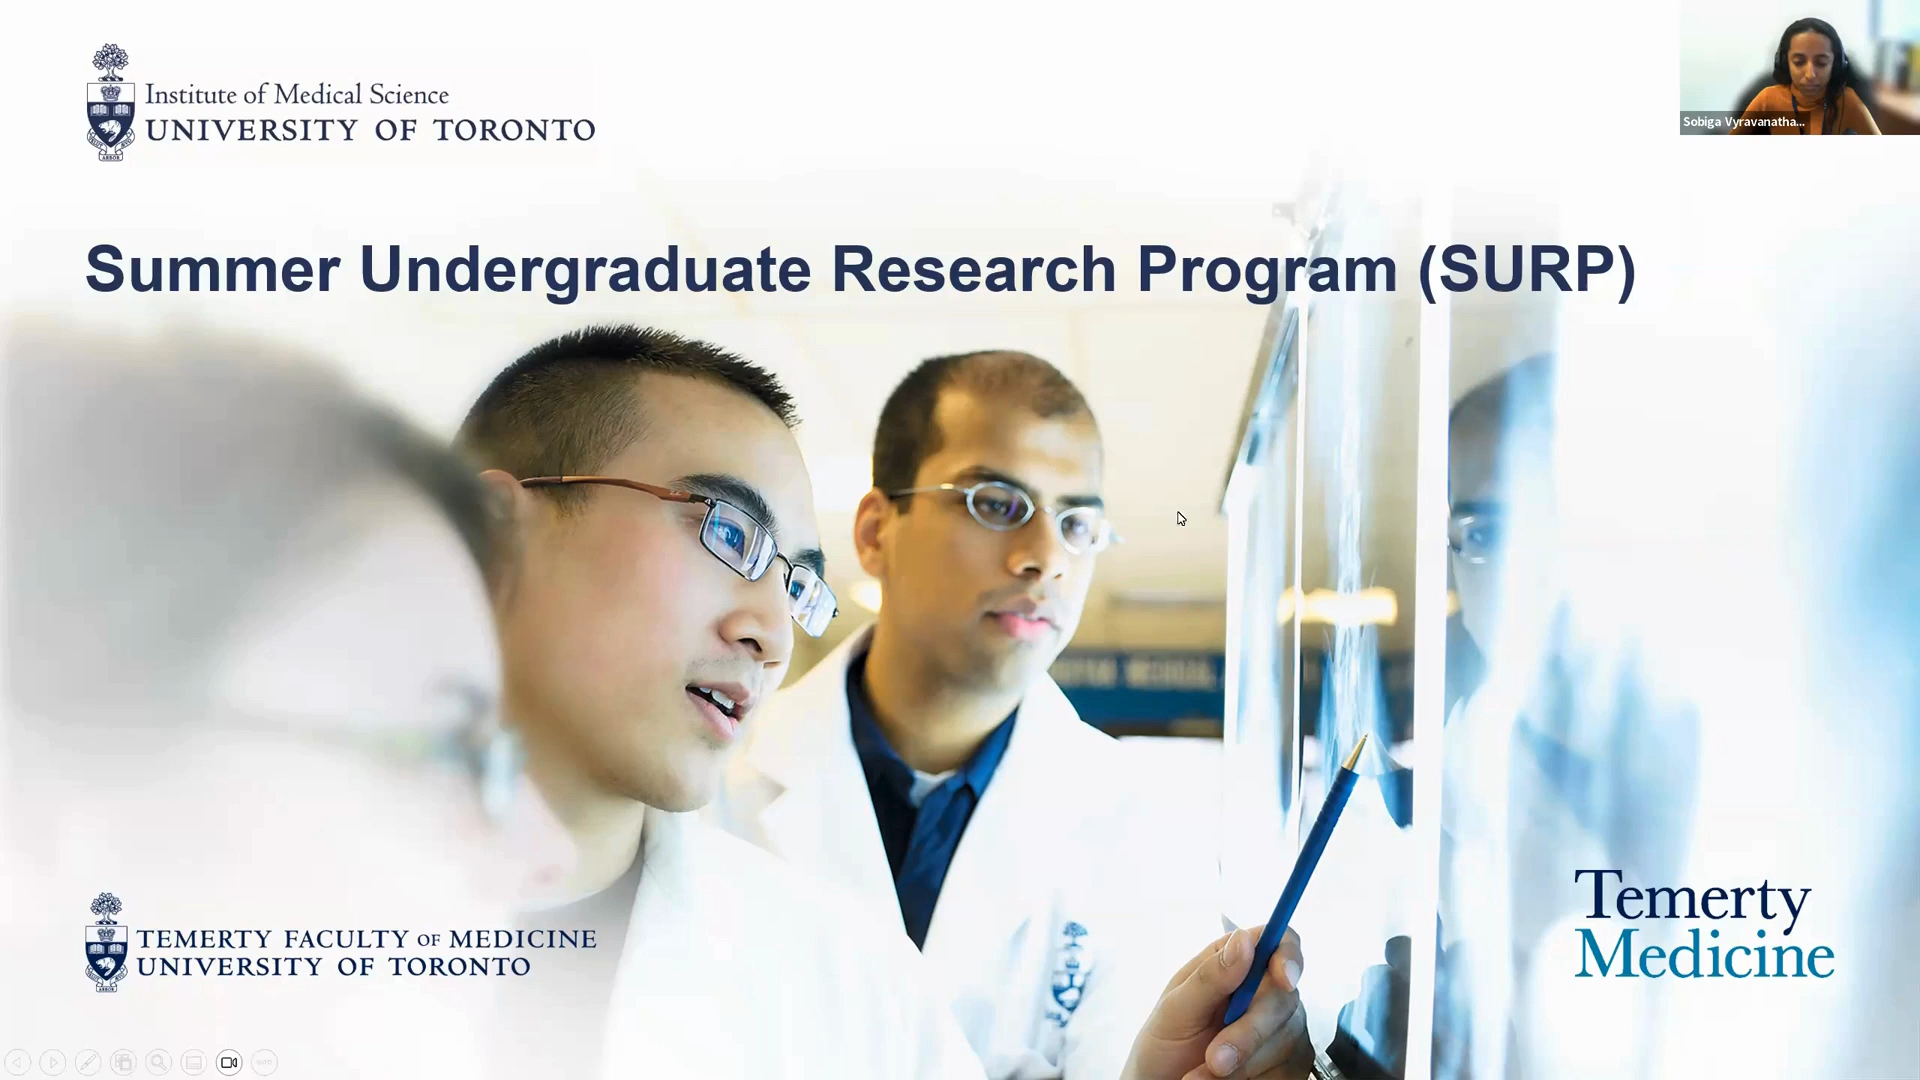 Institute of Medical Science
UNIVERSITY OF TORONTO
Sobiga Vyravanatha...
Summer Undergraduate Research Program (SURP)
TEMERTY FACULTY OF MEDICINE
UNIVERSITY OF TORONTO
Temerty
Medicine